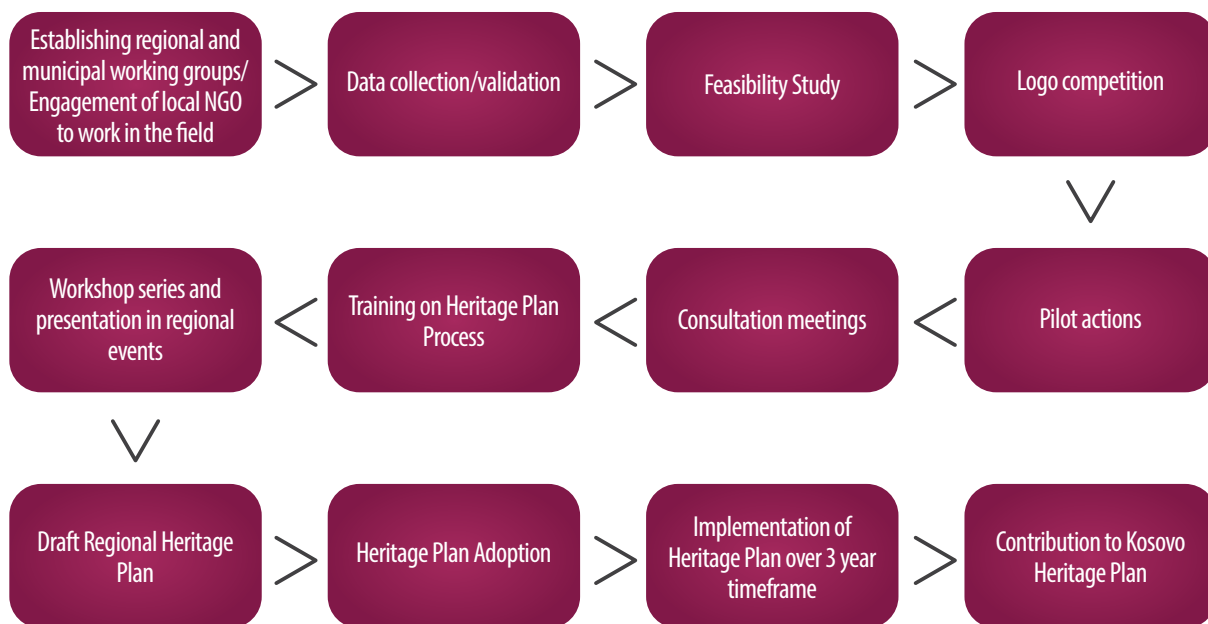 Establishing regional and
municipal working groups/
Engagement of local NGO
to work in the field
Data collection/validation
Feasibility Study
Logo competition
Pilot actions
Consultation meetings
Training on Heritage Plan
Process
Workshop series and
presentation in regional
events
Draft Regional Heritage
Plan
Heritage Plan Adoption
Implementation of
Heritage Plan over 3 year
timeframe
Contribution to Kosovo
Heritage Plan